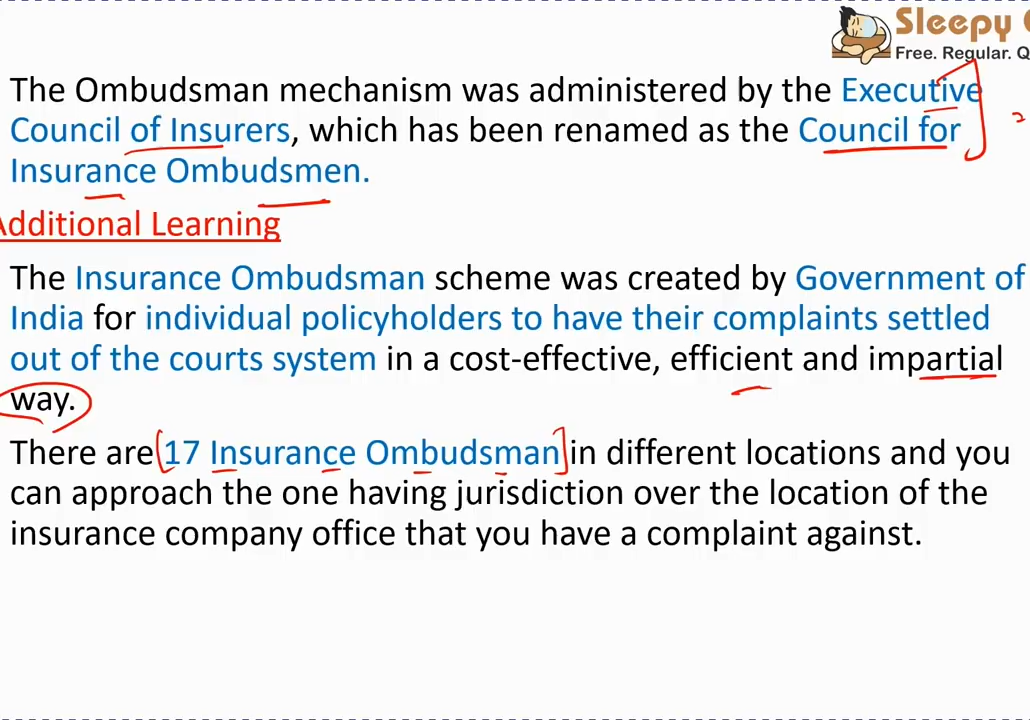 Sleepy
Free. Regular. Q
The Ombudsman mechanism was administered by the Executive
Council of Insurers, which has been renamed as the Council for
Insurance Ombudsmen.
Additional Learning
The Insurance Ombudsman scheme was created by Government of
India for individual policyholders to have their complaints settled
out of the courts system in a cost-effective, efficient and impartial
way.
There are 17 Insurance Ombudsman in different locations and you
can approach the one having jurisdiction over the location of the
insurance company office that you have a complaint against.